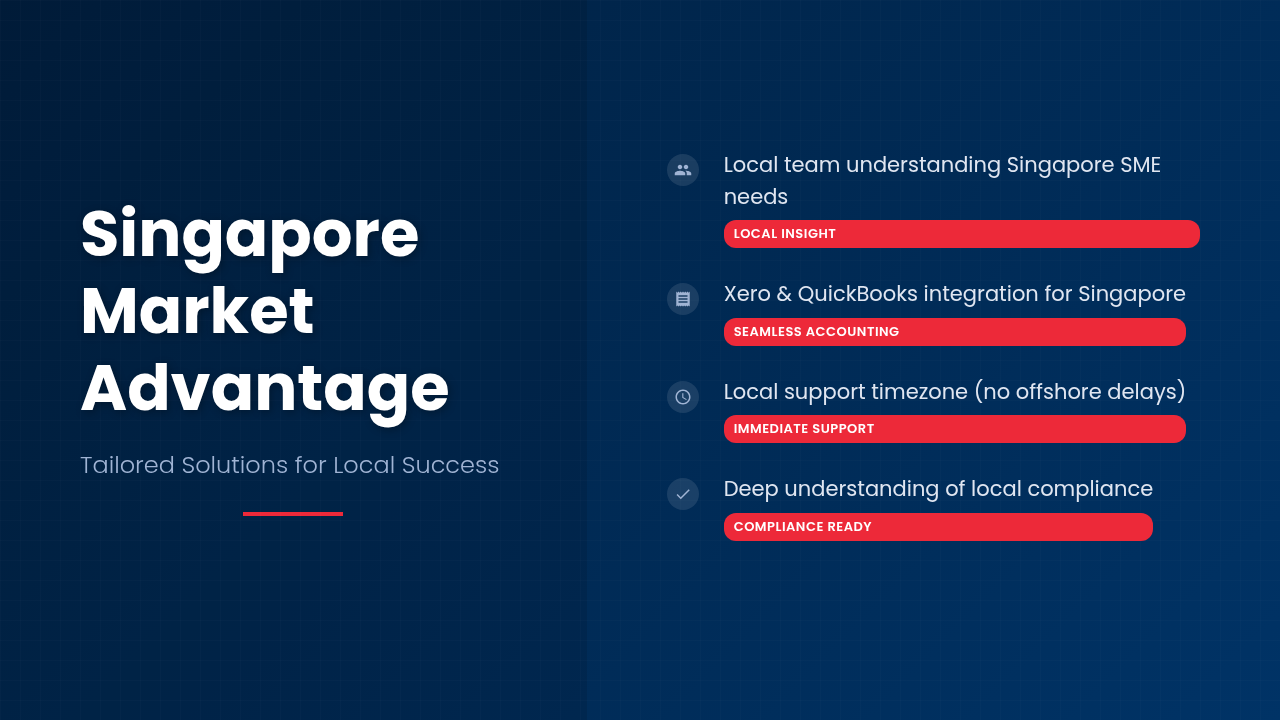 Singapore
Market
Advantage
Tailored Solutions for Local Success
Local team understanding Singapore SME
needs
LOCAL INSIGHT
Xero & QuickBooks integration for Singapore
SEAMLESS ACCOUNTING
Local support timezone (no offshore delays)
IMMEDIATE SUPPORT
Deep understanding of local compliance
COMPLIANCE READY